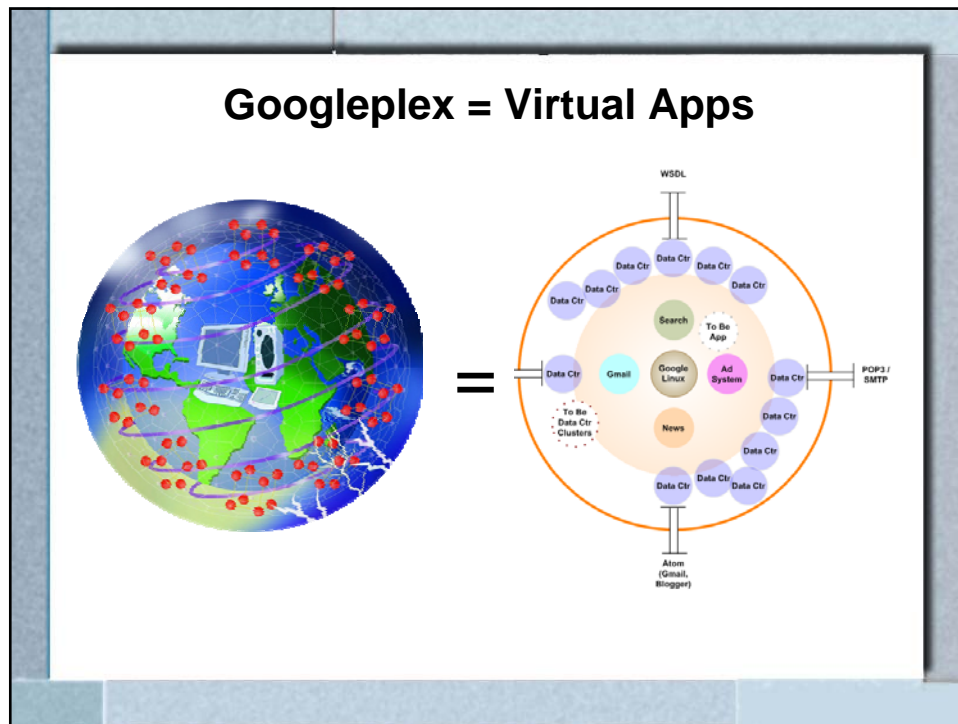 Googleplex = Virtual Apps
=
WSDL
Data Ctr
Data Ctr
Data Ctr
Data Ctr
Data Ctr
Data Ctr
Search
To Be
App
Data Ctr
Gmail
Google
Linux
Ad
System
Data Ctr
POP3 /
SMTP
To Be
Data Ctr
Clusters
News
Data Ctr
Data Ctr
Data Ctr
Data Ctr
Data Ctr
Atom
(Gmail,
Blogger)